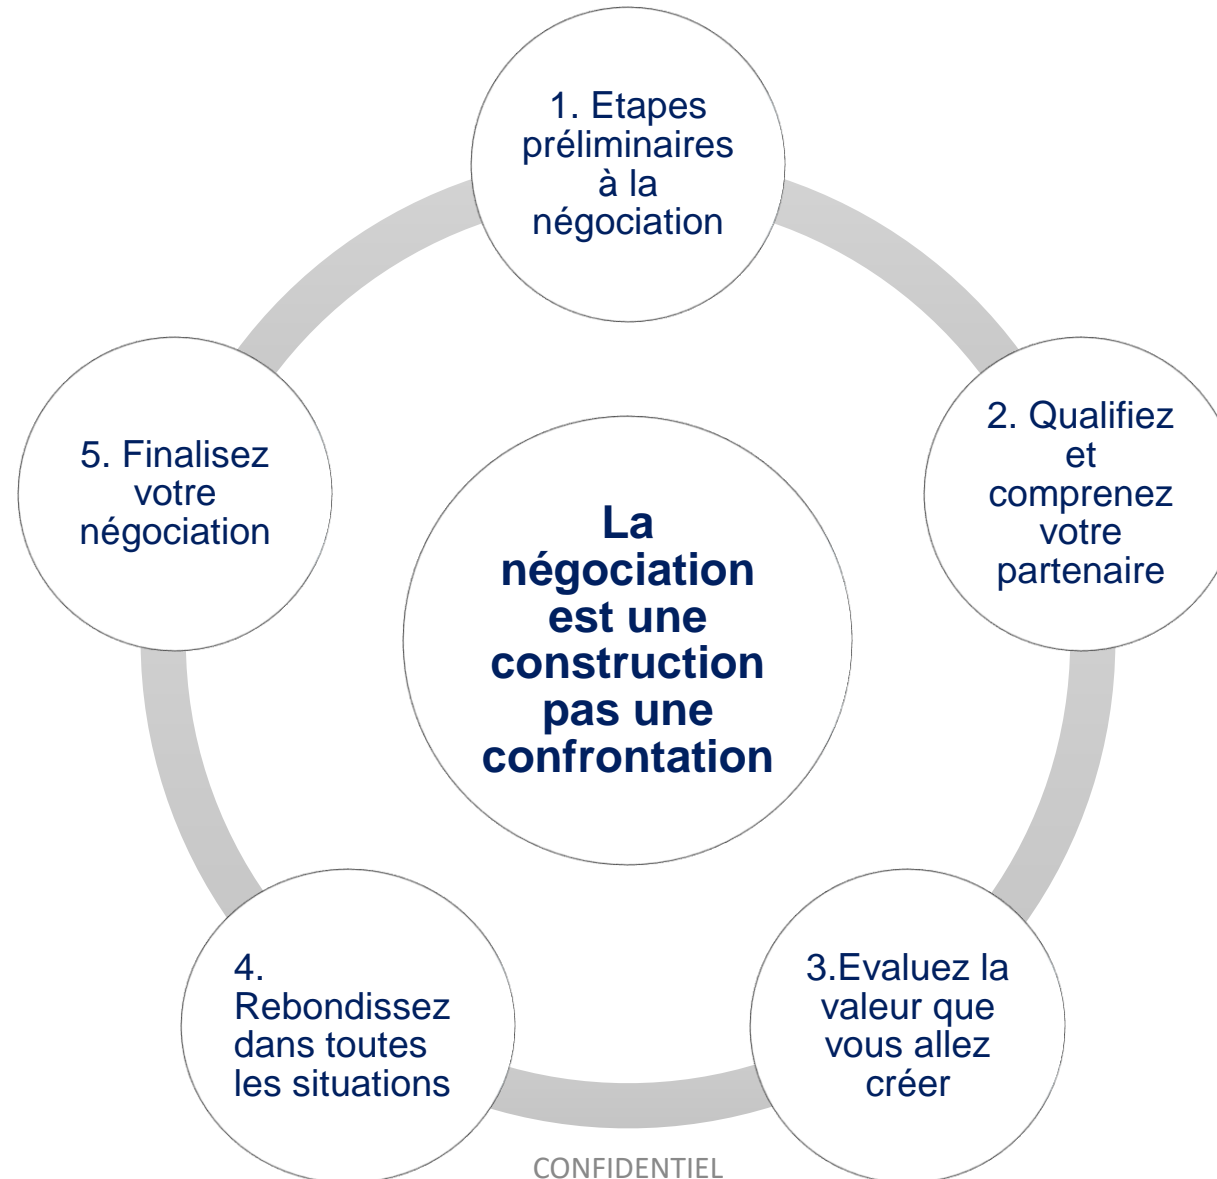 1. Etapes
préliminaires
à la
négociation
2. Qualifiez
et
comprenez
votre
partenaire
3.Evaluez la
valeur que
vous allez
créer
4.
Rebondissez
dans toutes
les situations
5. Finalisez
votre
négociation
La
négociation
est une
construction
pas une
confrontation
CONFIDENTIEL